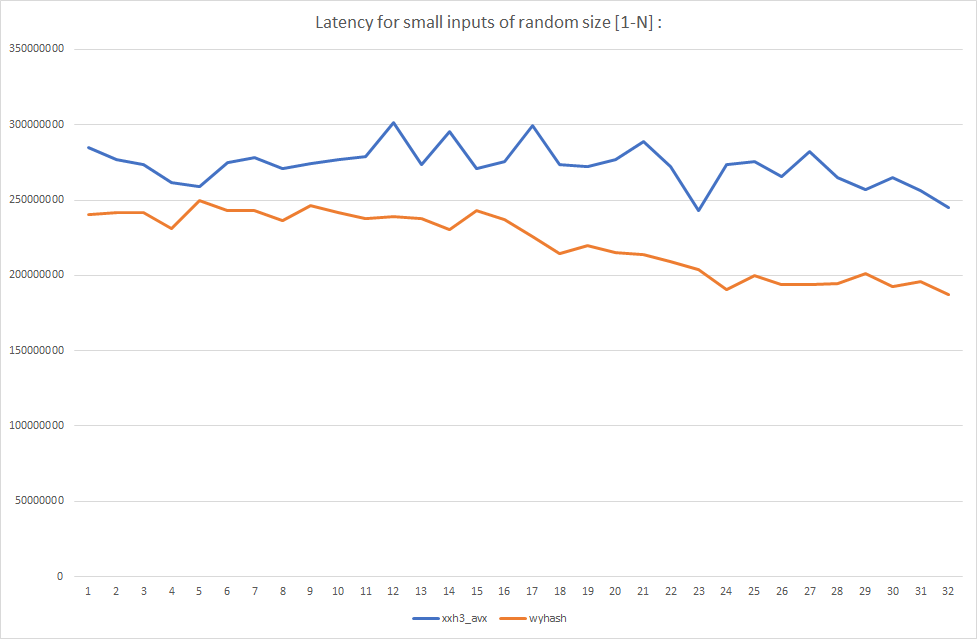 Latency for small inputs of random size [1-N] :
350000000
300000000
250000000
200000000
150000000
100000000
50000000
0
1 2 3 4 5 6 7 8 9 10 11 12 13 14 15 16 17 18 19 20 21 22 23 24 25 26 27 28 29 30 31 32
xxh3_avx wyhash